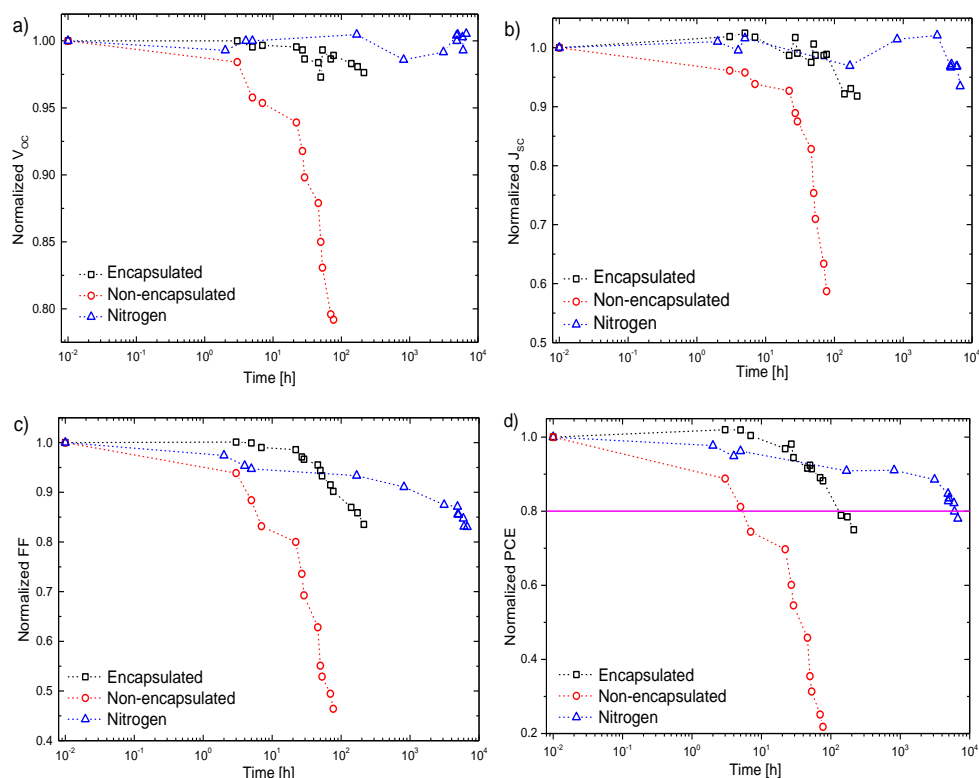 a)
1.00
0.95
0.90
0.85
0.80
Normalized V_OC
Encapsulated
Non-encapsulated
Nitrogen
10^-2 10^-1 10^0 10^1 10^2 10^3 10^4
Time [h]
b)
1.0
0.9
0.8
0.7
0.6
0.5
Normalized J_SC
Encapsulated
Non-encapsulated
Nitrogen
10^-2 10^-1 10^0 10^1 10^2 10^3 10^4
Time [h]
c)
1.0
0.9
0.8
0.7
0.6
0.5
0.4
Normalized FF
Encapsulated
Non-encapsulated
Nitrogen
10^-2 10^-1 10^0 10^1 10^2 10^3 10^4
Time [h]
d)
1.0
0.8
0.6
0.4
0.2
Normalized PCE
Encapsulated
Non-encapsulated
Nitrogen
10^-2 10^-1 10^0 10^1 10^2 10^3 10^4
Time [h]